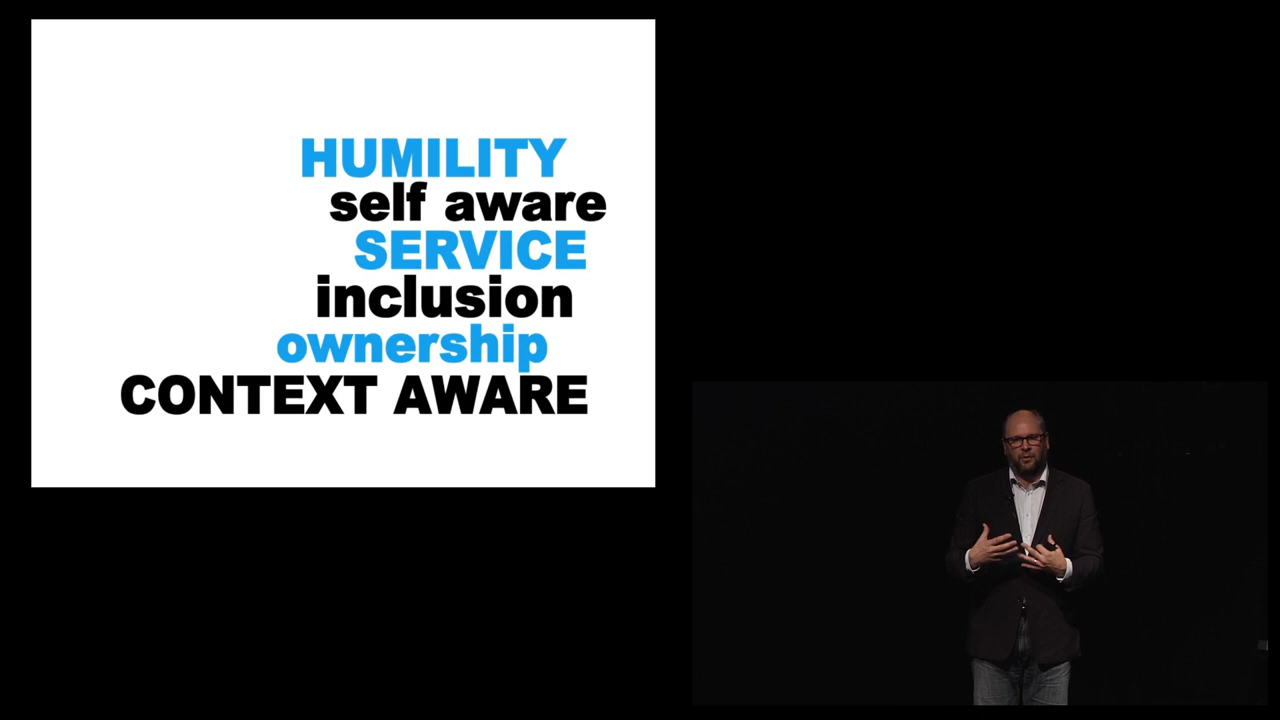 HUMILITY
self aware
SERVICE
inclusion
ownership
CONTEXT AWARE